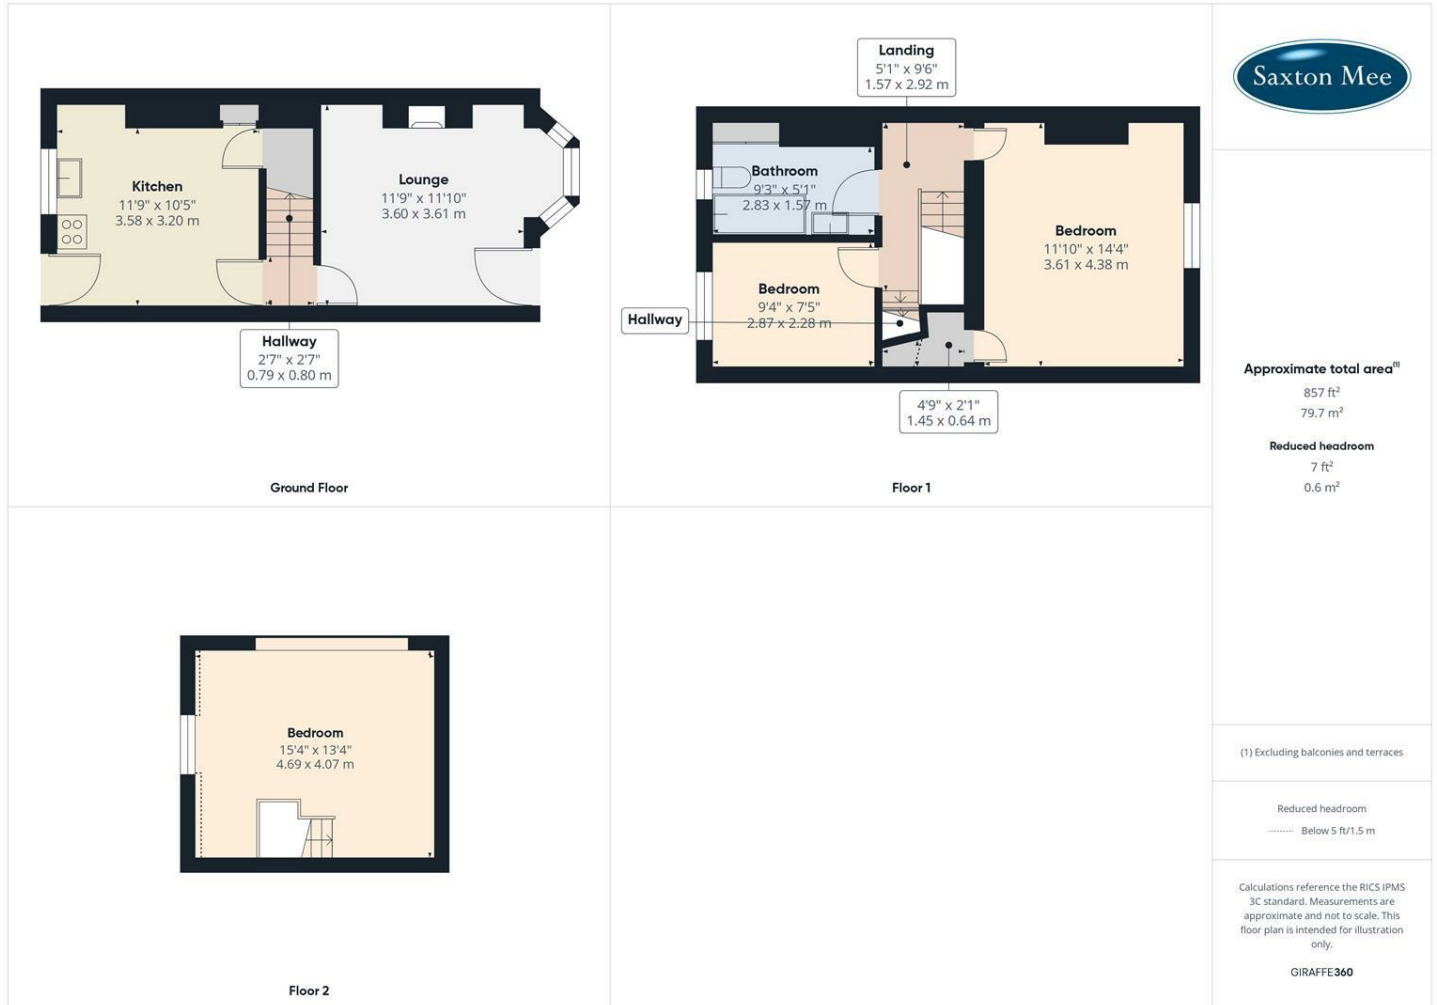 Landing
5'1" x 9'6"
1.57 x 2.92 m
Kitchen
11'9" x 10'5"
3.58 x 3.20 m
Lounge
11'9" x 11'10"
3.60 x 3.61 m
Hallway
2'7" x 2'7"
0.79 x 0.80 m
Ground Floor
Bathroom
9'3" x 5'1"
2.83 x 1.57 m
Bedroom
11'10" x 14'4"
3.61 x 4.38 m
Bedroom
9'4" x 7'5"
2.87 x 2.28 m
Hallway
4'9" x 2'1"
1.45 x 0.64 m
Floor 1
Bedroom
15'4" x 13'4"
4.69 x 4.07 m
Floor 2
Saxton Mee
Approximate total area(1)
857 ft²
79.7 m²
Reduced headroom
7 ft²
0.6 m²
(1) Excluding balconies and terraces
Reduced headroom
Below 5 ft/1.5 m
Calculations reference the RICS IPMS
3C standard. Measurements are
approximate and not to scale. This
floor plan is intended for illustration
only.
GIRAFFE360